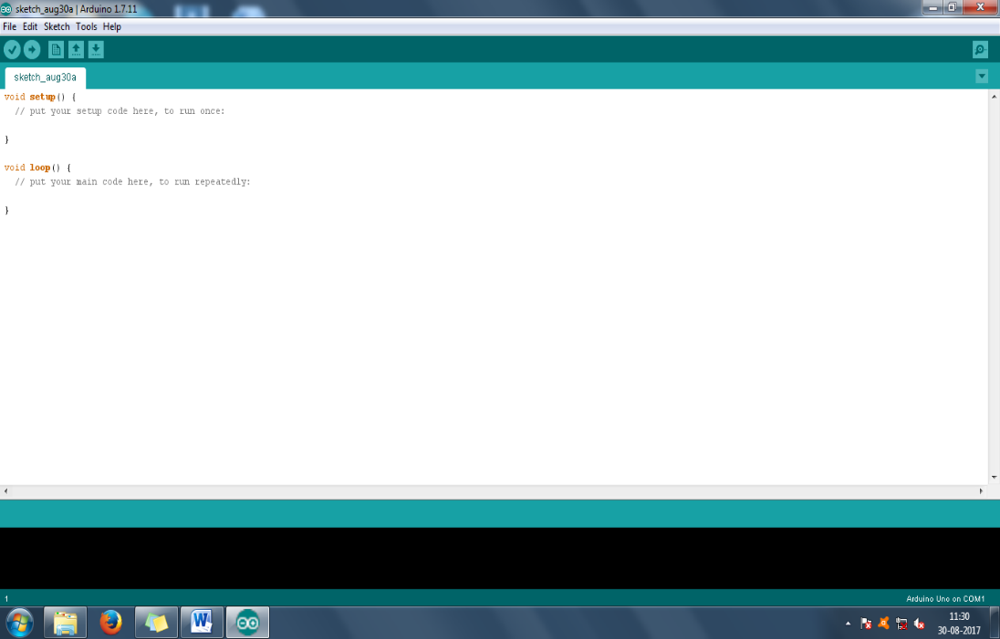 sketch_aug30a | Arduino 1.7.11
File Edit Sketch Tools Help
sketch_aug30a
void setup() {
  // put your setup code here, to run once:
}
void loop() {
  // put your main code here, to run repeatedly:
}
1
Arduino Uno on COM1
W
11:30
30-08-2017